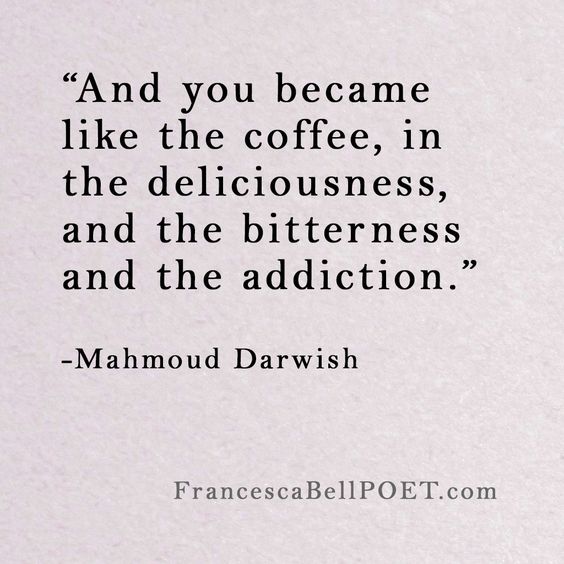 “And you became
like the coffee, in
the deliciousness,
and the bitterness
and the addiction.”
–Mahmoud Darwish
FrancescaBellPOET.com